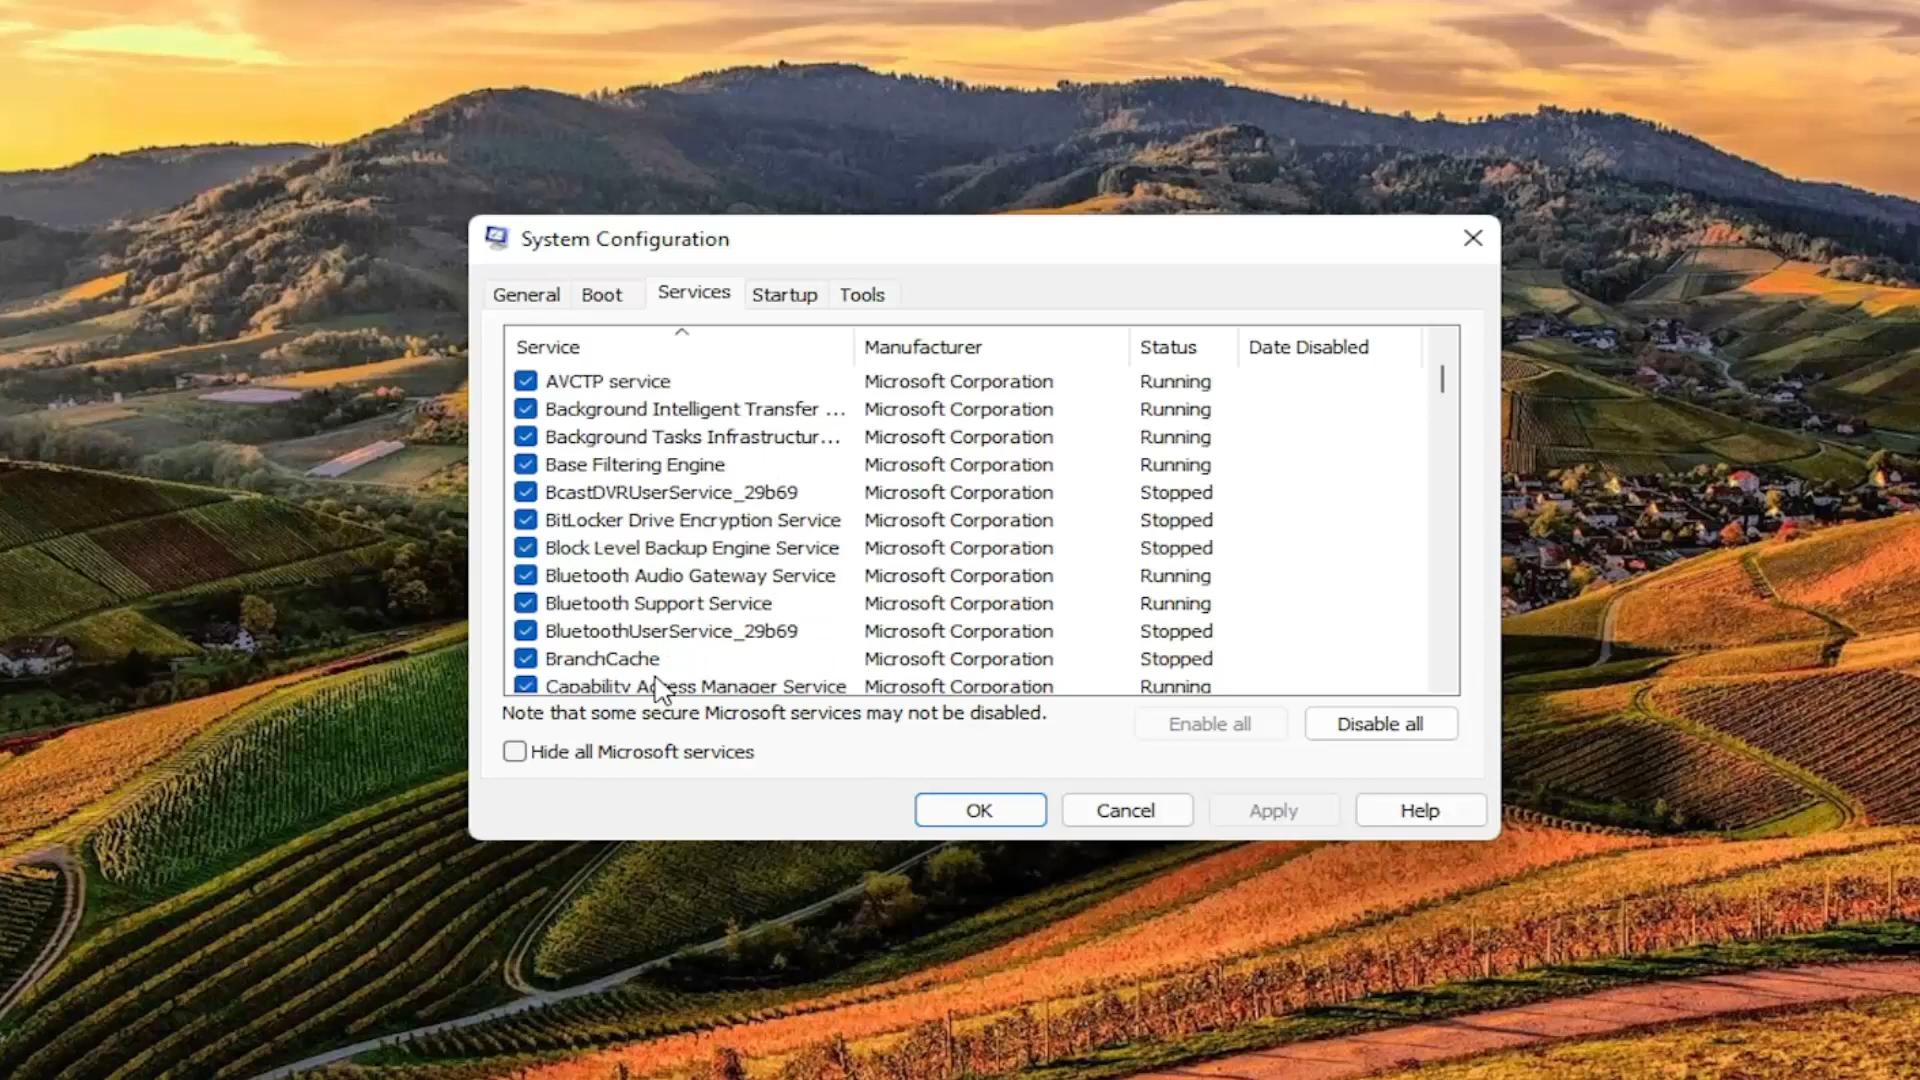 System Configuration
General Boot Services Startup Tools
Service Manufacturer Status Date Disabled
AVCTP service Microsoft Corporation Running
Background Intelligent Transfer ... Microsoft Corporation Running
Background Tasks Infrastructur... Microsoft Corporation Running
Base Filtering Engine Microsoft Corporation Running
BcastDVRUserService_29b69 Microsoft Corporation Stopped
BitLocker Drive Encryption Service Microsoft Corporation Stopped
Block Level Backup Engine Service Microsoft Corporation Stopped
Bluetooth Audio Gateway Service Microsoft Corporation Running
Bluetooth Support Service Microsoft Corporation Running
BluetoothUserService_29b69 Microsoft Corporation Stopped
BranchCache Microsoft Corporation Stopped
Capability Access Manager Service Microsoft Corporation Running
Note that some secure Microsoft services may not be disabled.
Enable all Disable all
Hide all Microsoft services
OK Cancel Apply Help